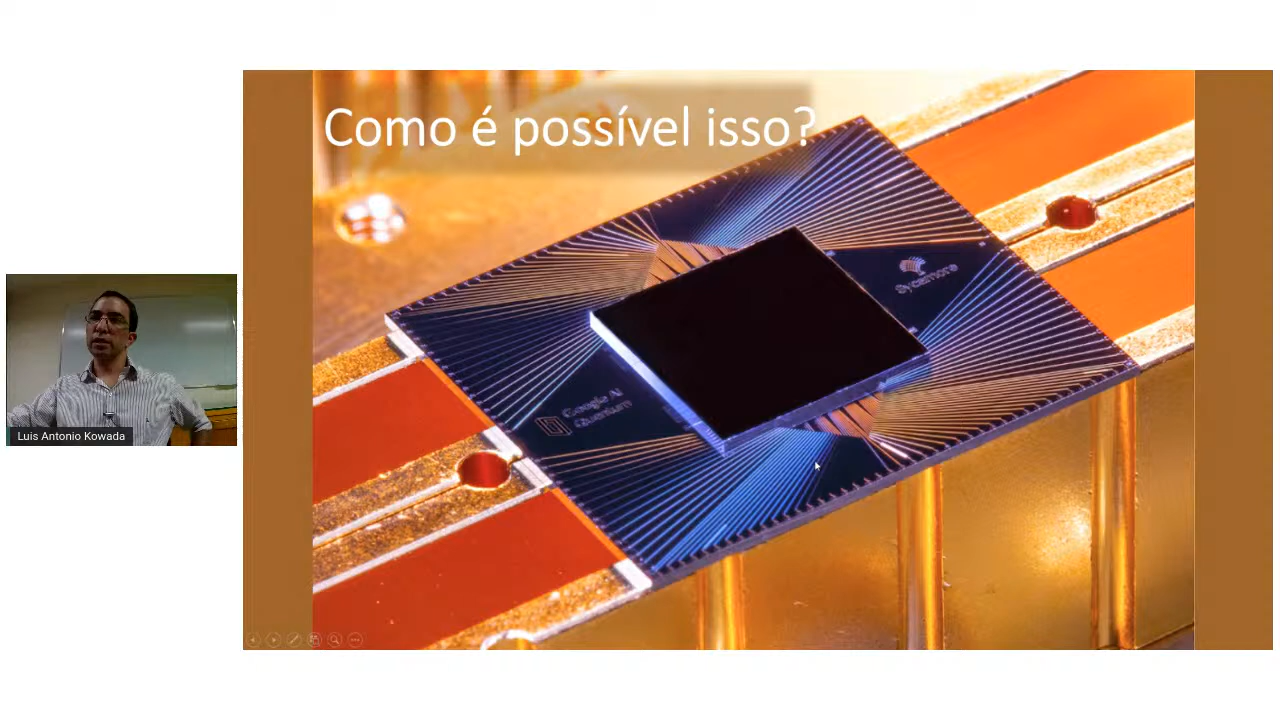 Como é possível isso?
Sycamore
Google AI
Quantum
Luis Antonio Kowada